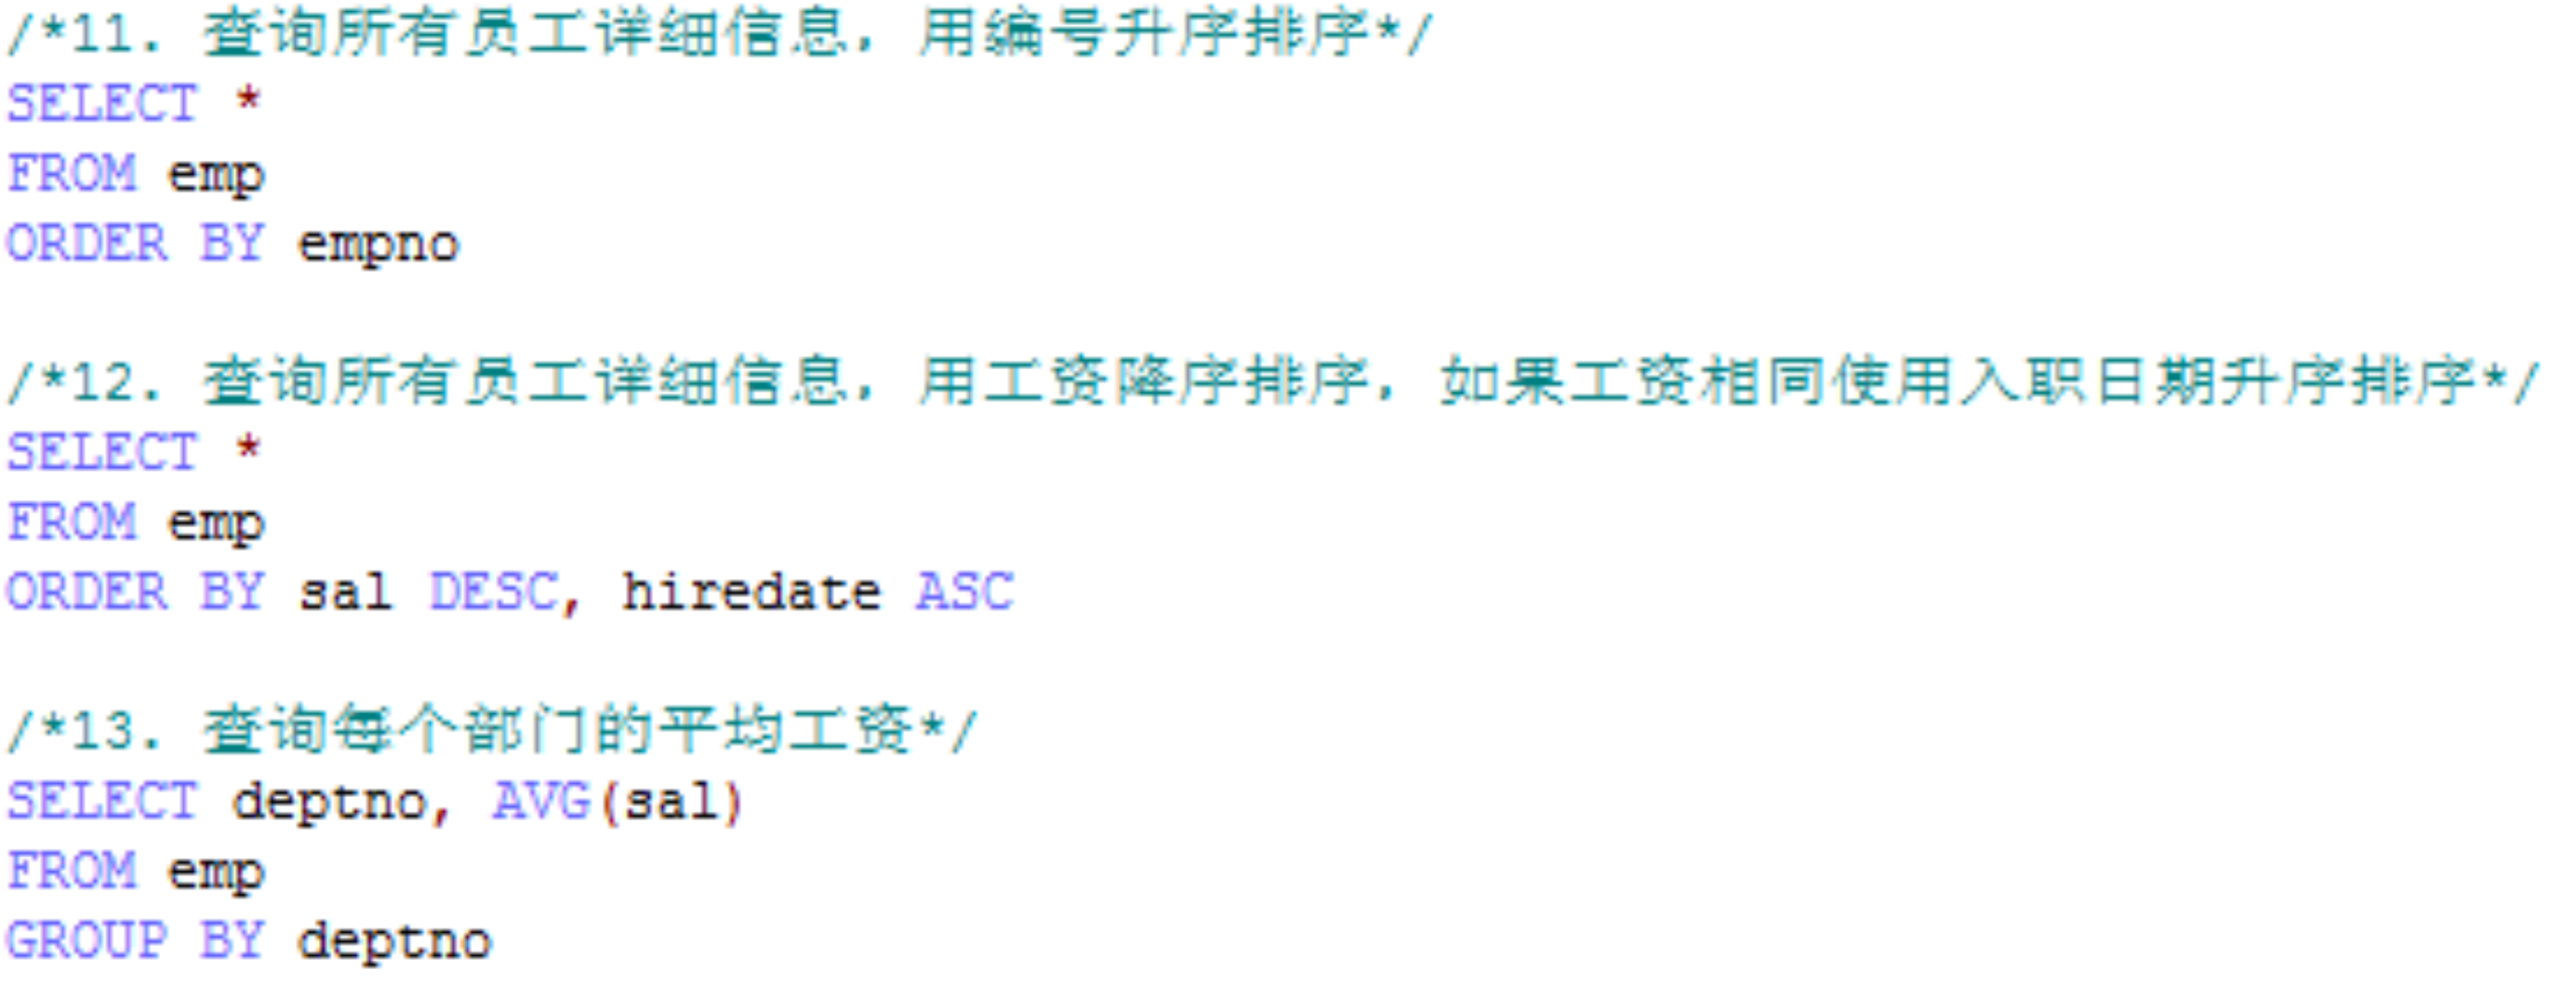 /*11. 查询所有员工详细信息，用编号升序排序*/
SELECT *
FROM emp
ORDER BY empno
/*12. 查询所有员工详细信息，用工资降序排序，如果工资相同使用入职日期升序排序*/
SELECT *
FROM emp
ORDER BY sal DESC, hiredate ASC
/*13. 查询每个部门的平均工资*/
SELECT deptno, AVG(sal)
FROM emp
GROUP BY deptno